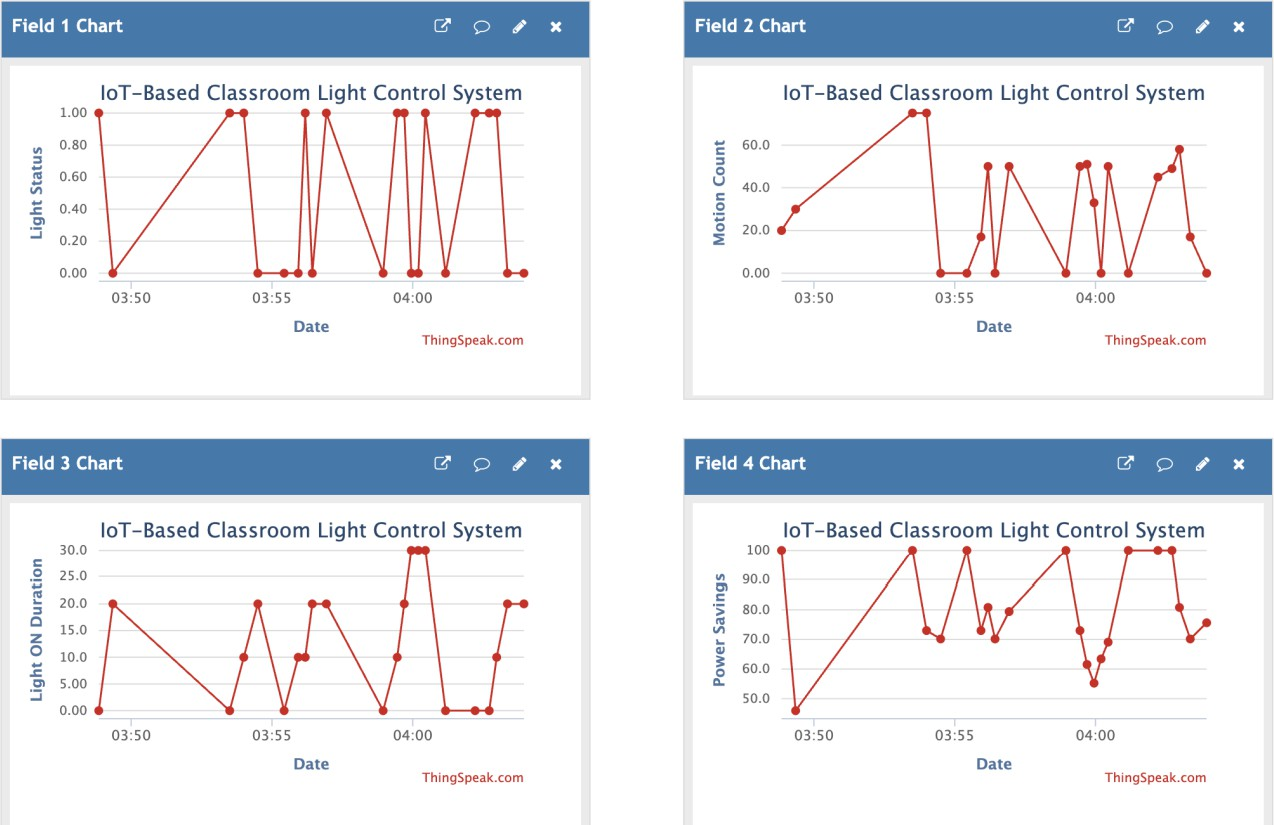 Field 1 Chart
IoT-Based Classroom Light Control System
Light Status
1.00
0.80
0.60
0.40
0.20
0.00
03:50 03:55 04:00
Date
ThingSpeak.com
Field 2 Chart
IoT-Based Classroom Light Control System
Motion Count
60.0
40.0
20.0
0.00
03:50 03:55 04:00
Date
ThingSpeak.com
Field 3 Chart
IoT-Based Classroom Light Control System
Light ON Duration
30.0
25.0
20.0
15.0
10.0
5.00
0.00
03:50 03:55 04:00
Date
ThingSpeak.com
Field 4 Chart
IoT-Based Classroom Light Control System
Power Savings
100
90.0
80.0
70.0
60.0
50.0
03:50 03:55 04:00
Date
ThingSpeak.com